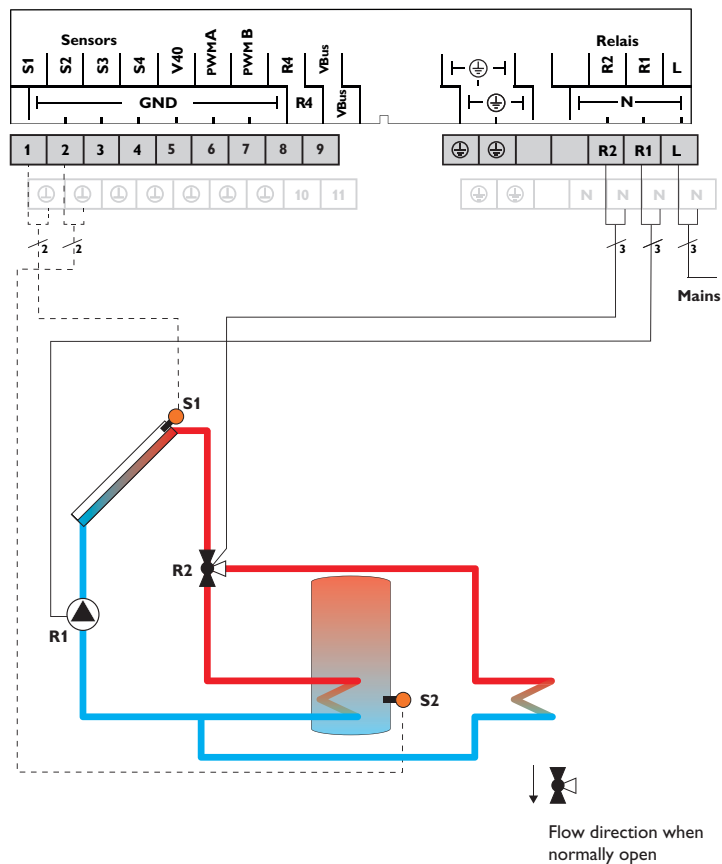 Sensors
Relais
S1 S2 S3 S4 V40 PWMA PWM B R4 VBus
R2 R1 L
GND R4 VBus
N
1 2 3 4 5 6 7 8 9
R2 R1 L
10 11
N N N N
2 2
3 3 3
Mains
S1
R2
R1
S2
Flow direction when
normally open